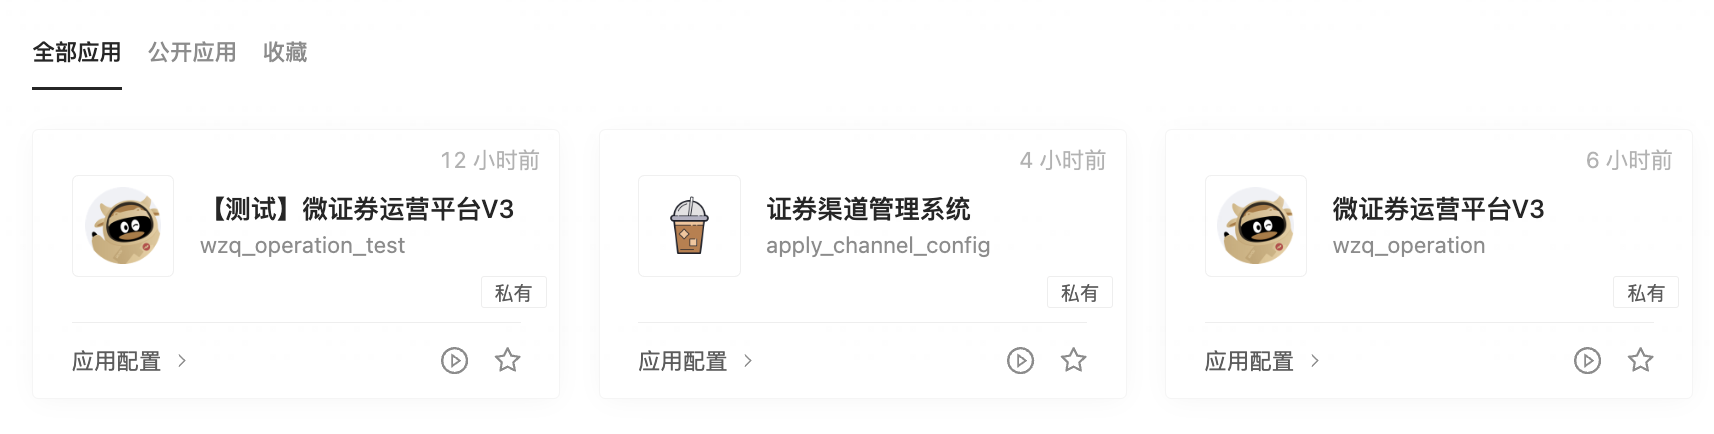 全部应用 公开应用 收藏
12 小时前
【测试】微证券运营平台V3
wzq_operation_test
私有
应用配置
4 小时前
证券渠道管理系统
apply_channel_config
私有
应用配置
6 小时前
微证券运营平台V3
wzq_operation
私有
应用配置